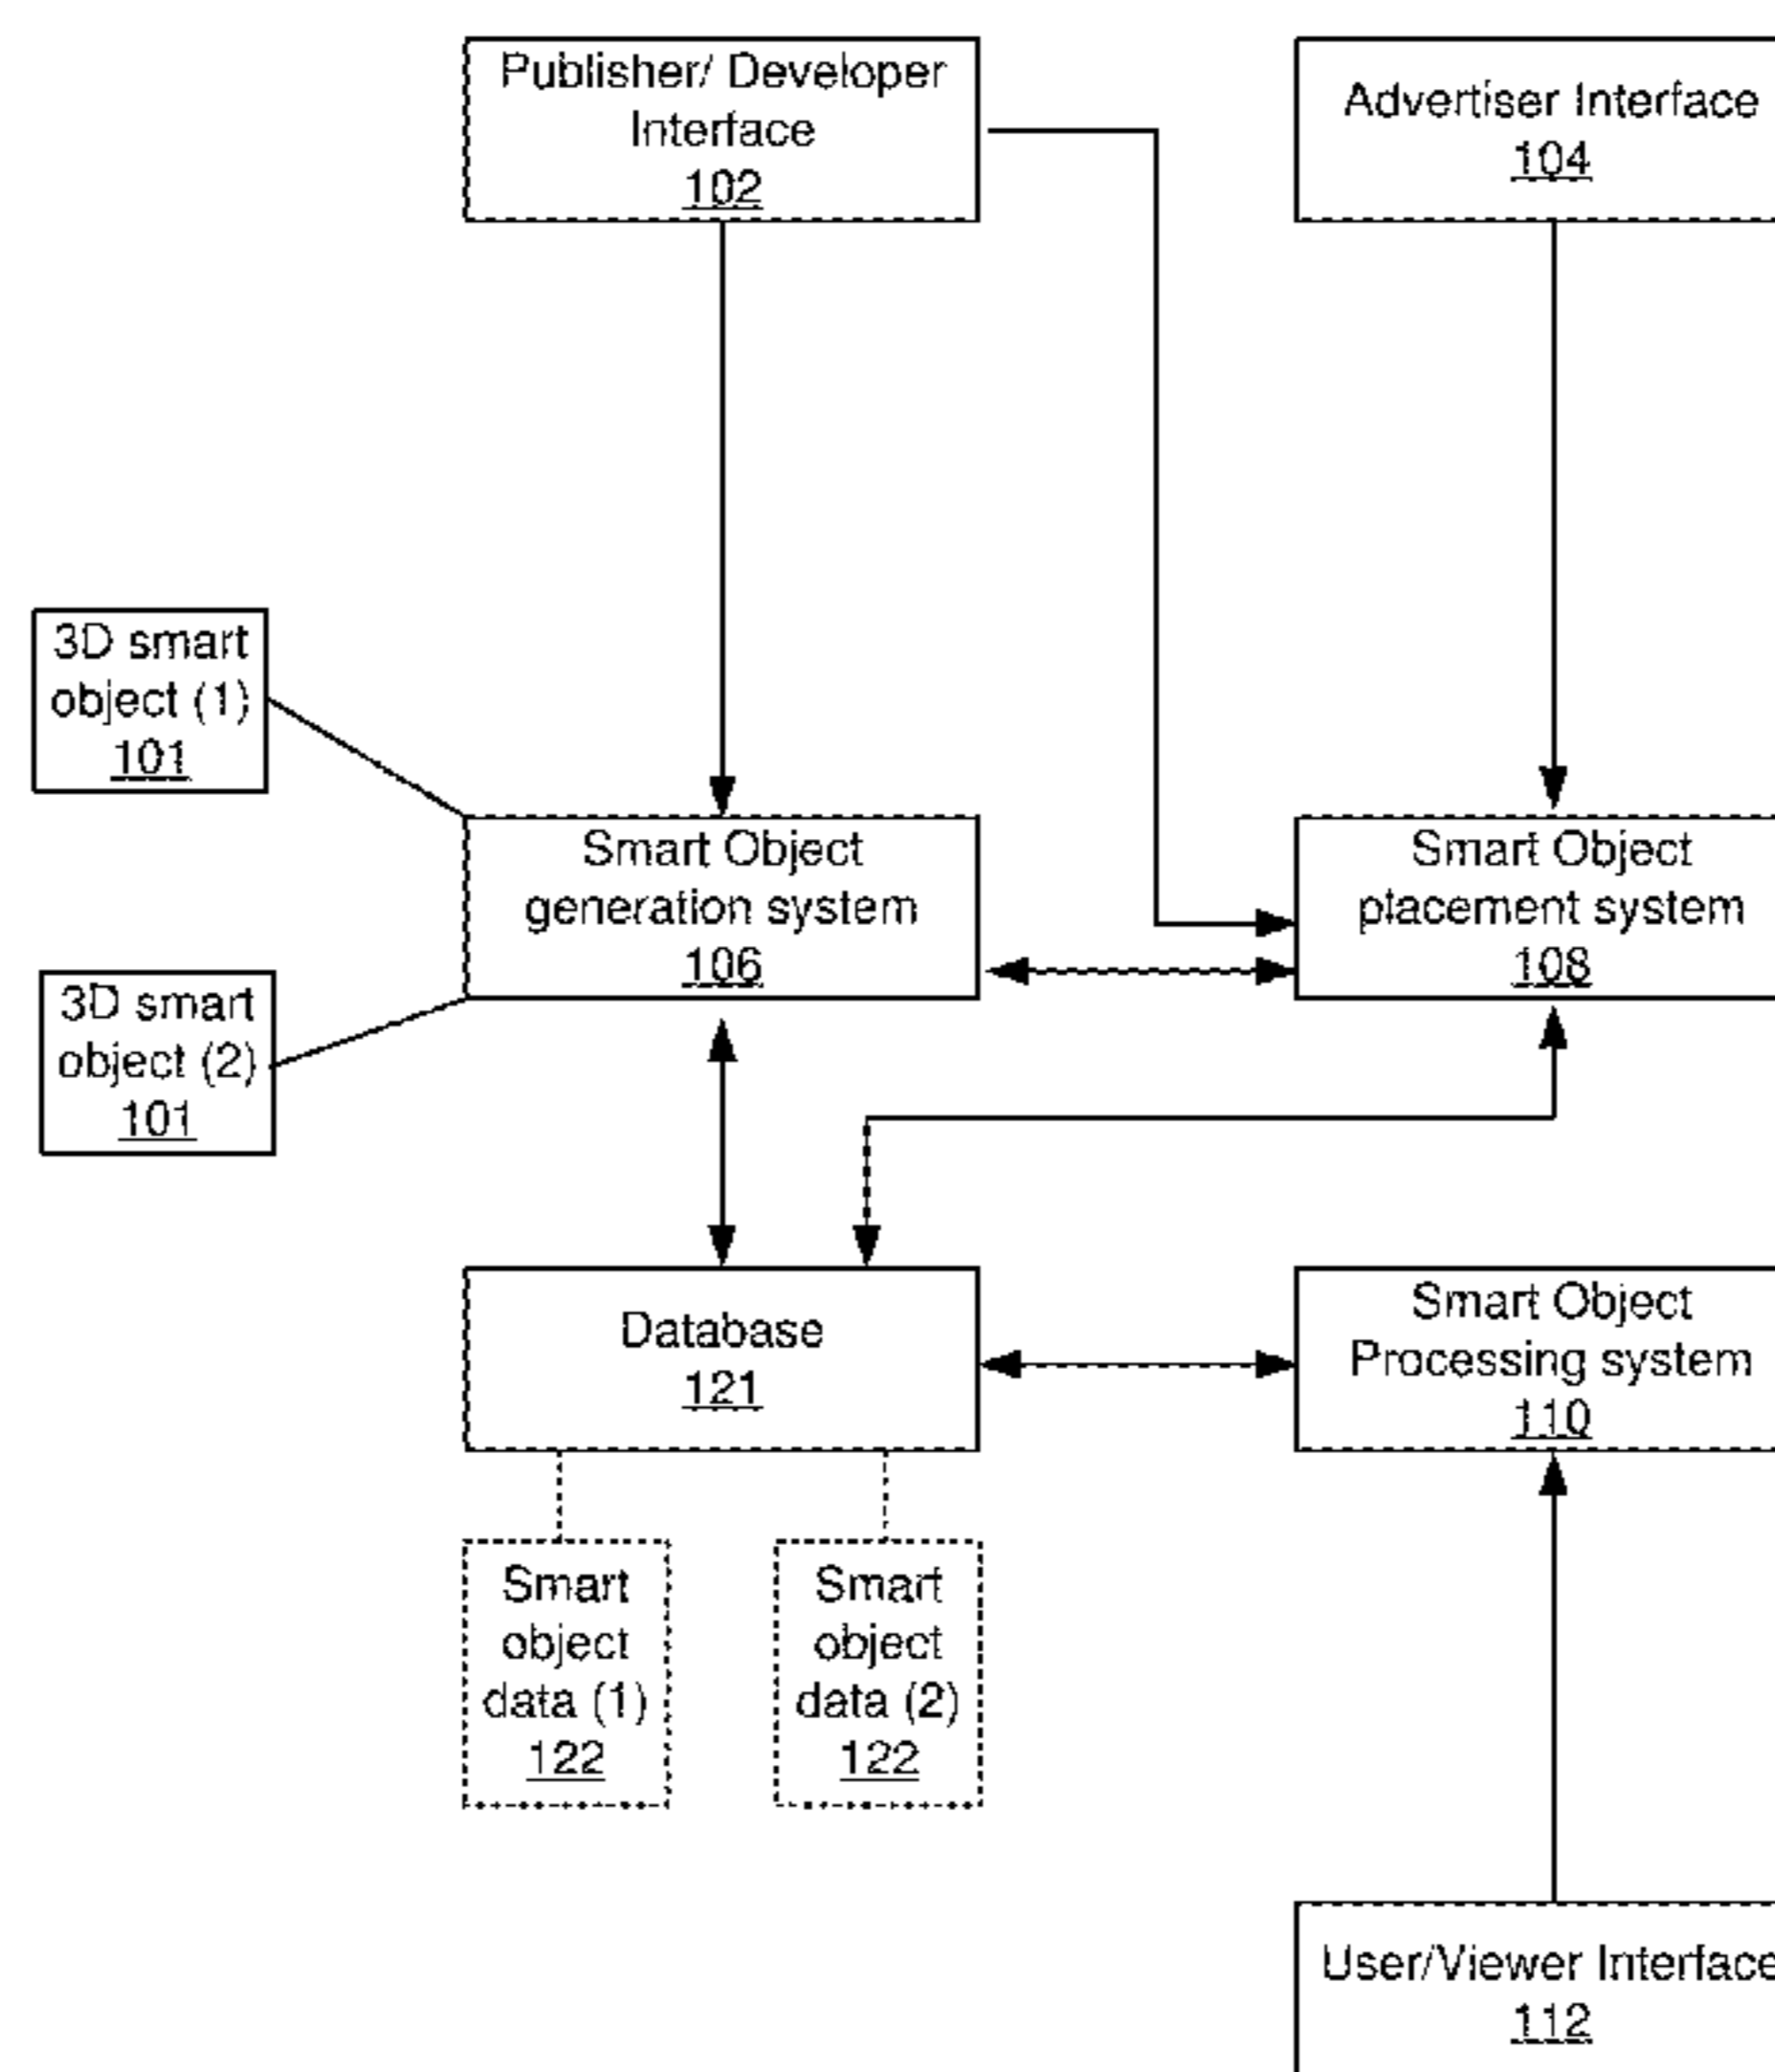 Publisher/ Developer
Interface
102
Advertiser Interface
104
3D smart
object (1)
101
Smart Object
generation system
106
Smart Object
placement system
108
3D smart
object (2)
101
Database
121
Smart Object
Processing system
110
Smart
object
data (1)
122
Smart
object
data (2)
122
User/Viewer Interface
112